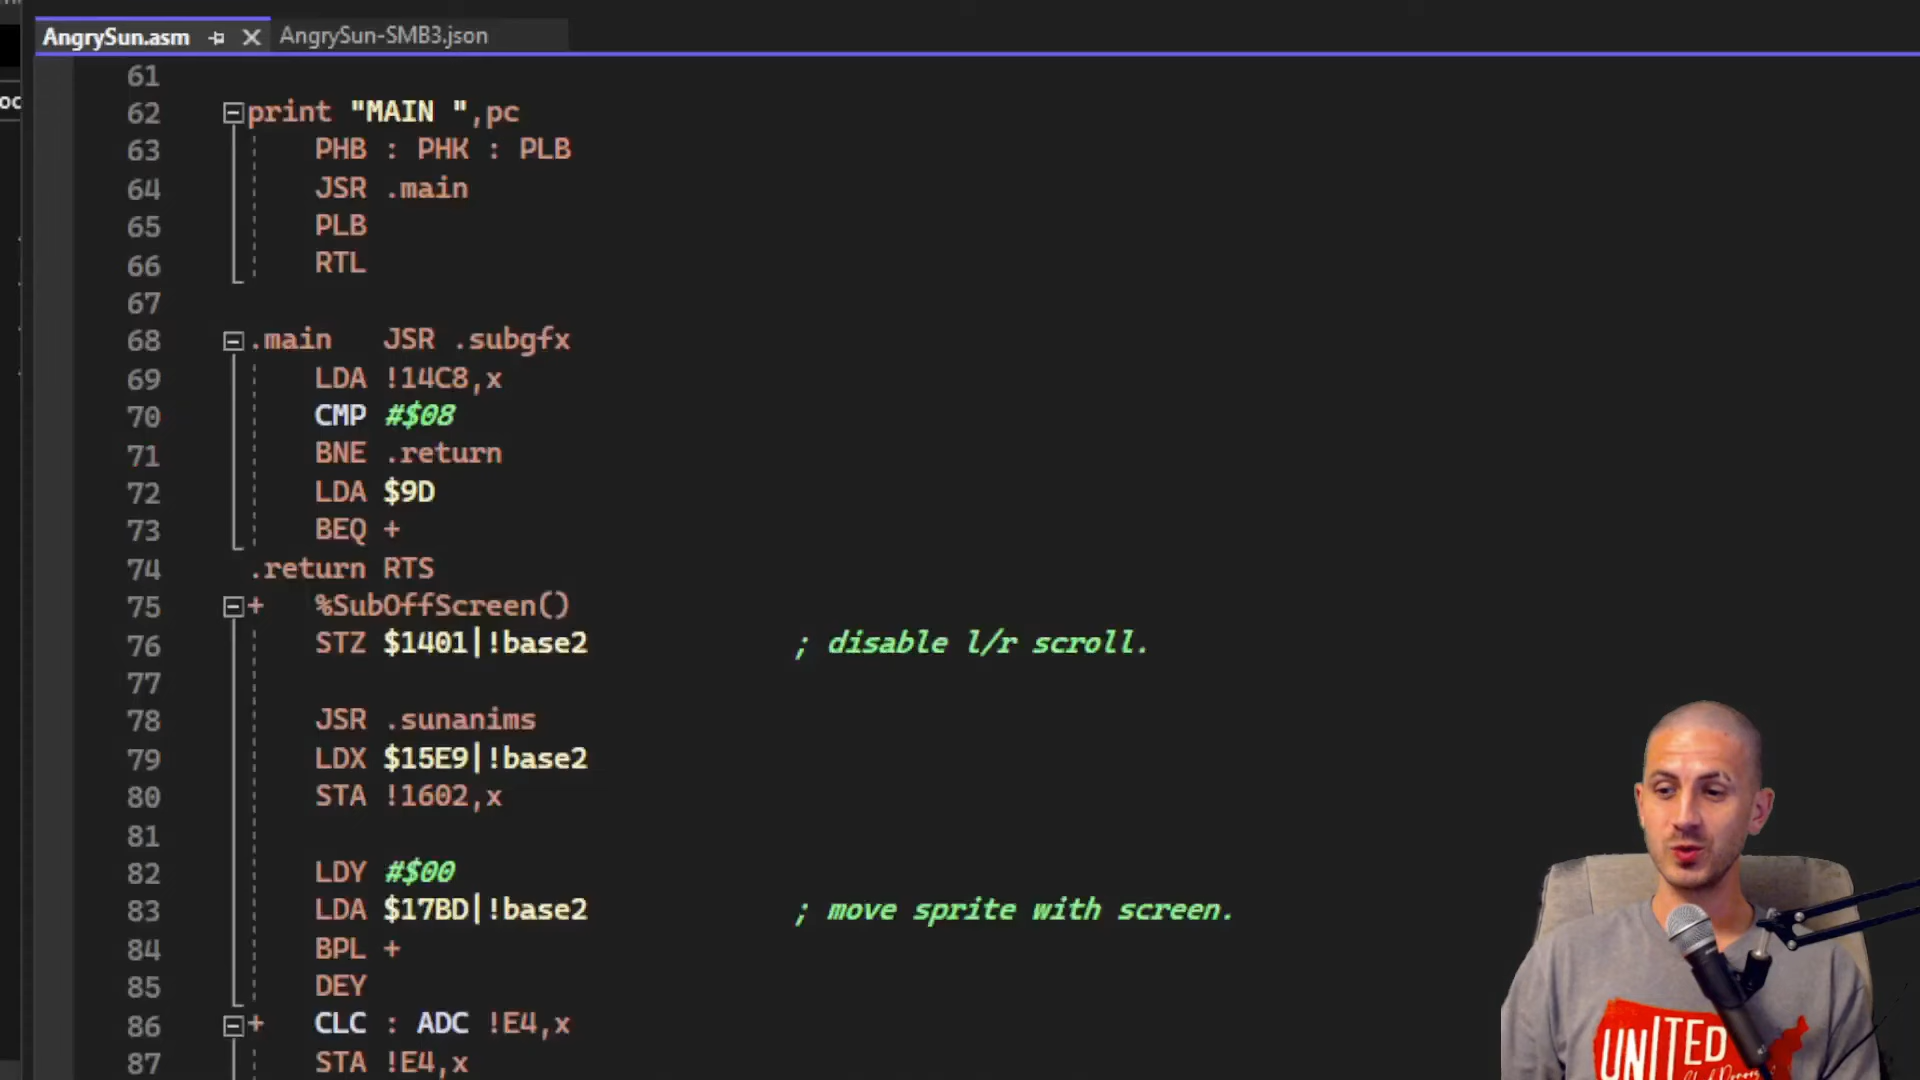 AngrySun.asm
AngrySun-SMB3.json
61
62 print "MAIN ",pc
63 PHB : PHK : PLB
64 JSR .main
65 PLB
66 RTL
67
68 .main JSR .subgfx
69 LDA !14C8,x
70 CMP #$08
71 BNE .return
72 LDA $9D
73 BEQ +
74 .return RTS
75 + %SubOffScreen()
76 STZ $1401|!base2 ; disable l/r scroll.
77
78 JSR .sunanims
79 LDX $15E9|!base2
80 STA !1602,x
81
82 LDY #$00
83 LDA $17BD|!base2 ; move sprite with screen.
84 BPL +
85 DEY
86 + CLC : ADC !E4,x
87 STA !E4,x
UNITED